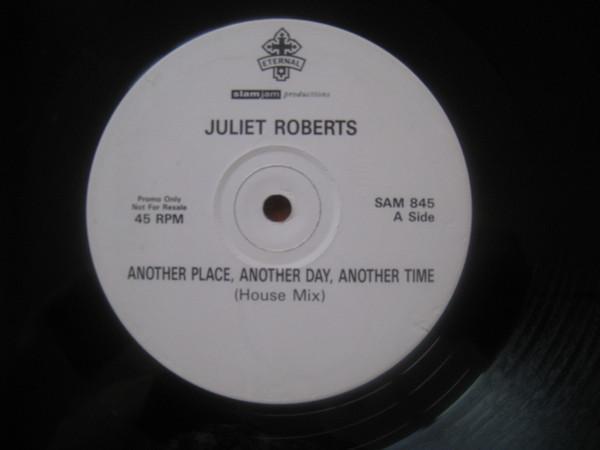 ETERNAL
slamjam productions
JULIET ROBERTS
Promo Only
Not For Resale
45 RPM
SAM 845
A Side
ANOTHER PLACE, ANOTHER DAY, ANOTHER TIME
(House Mix)